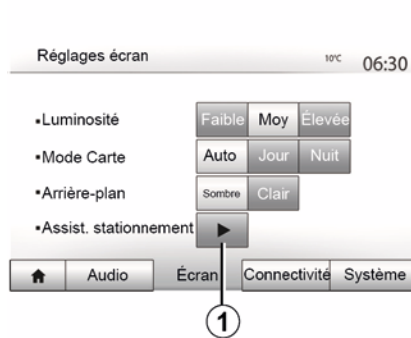 Réglages écran 10°C 06:30
▪Luminosité Faible Moy Élevée
▪Mode Carte Auto Jour Nuit
▪Arrière-plan Sombre Clair
▪Assist. stationnement
Audio Écran Connectivité Système
1